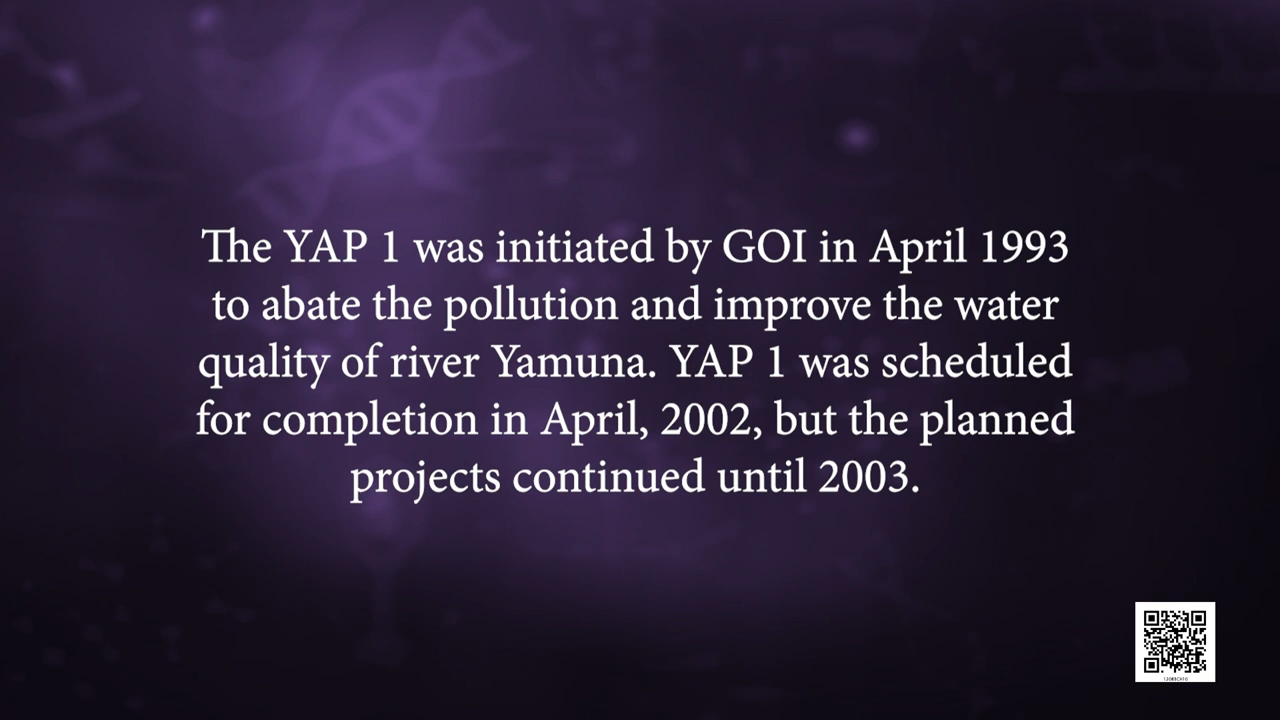 The YAP 1 was initiated by GOI in April 1993
to abate the pollution and improve the water
quality of river Yamuna. YAP 1 was scheduled
for completion in April, 2002, but the planned
projects continued until 2003.